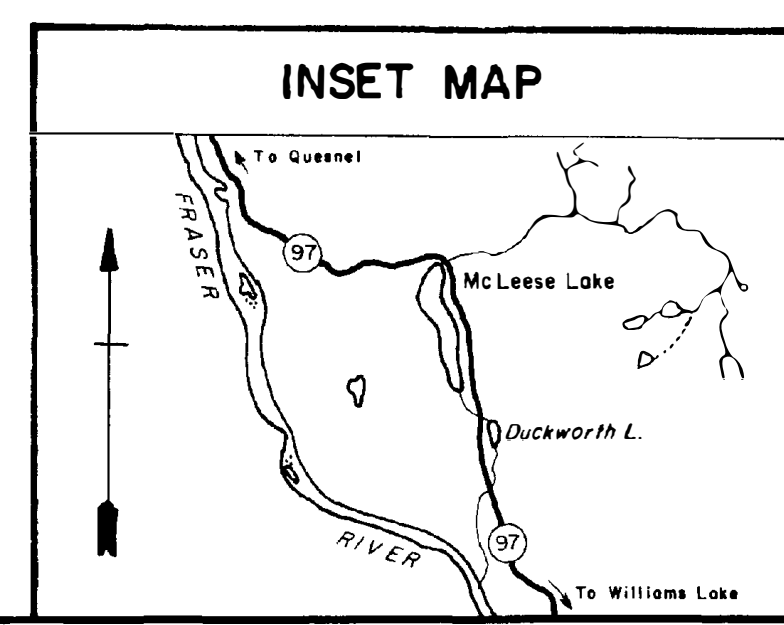 INSET MAP
To Quesnel
FRASER
97
McLeese Lake
Duckworth L.
RIVER
97
To Williams Lake